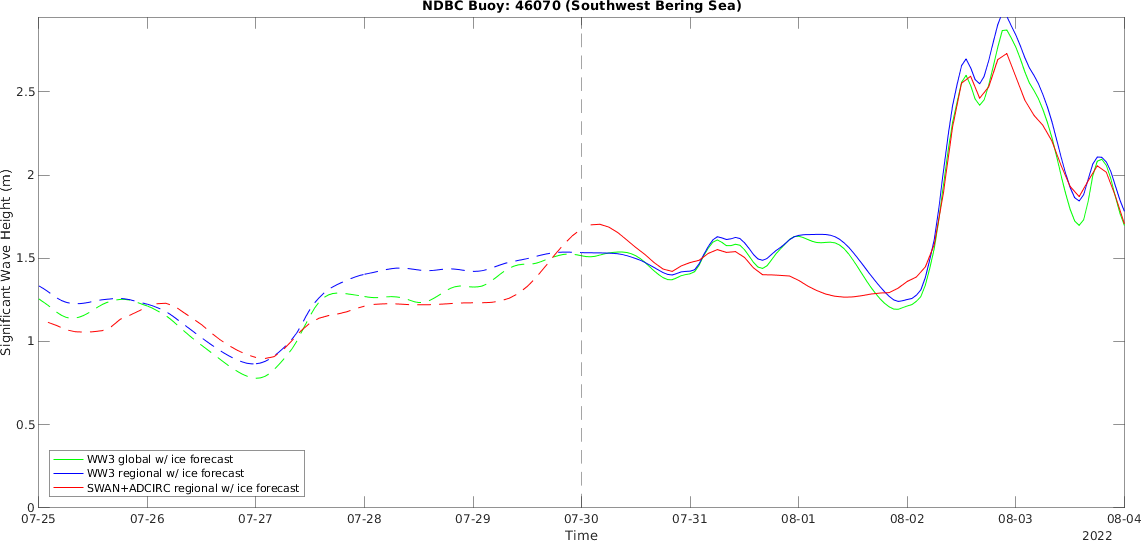 NDBC Buoy: 46070 (Southwest Bering Sea)
Significant Wave Height (m)
2.5
2
1.5
1
0.5
0
WW3 global w/ ice forecast
WW3 regional w/ ice forecast
SWAN+ADCIRC regional w/ ice forecast
07-25 07-26 07-27 07-28 07-29 07-30 07-31 08-01 08-02 08-03 08-04
Time
2022